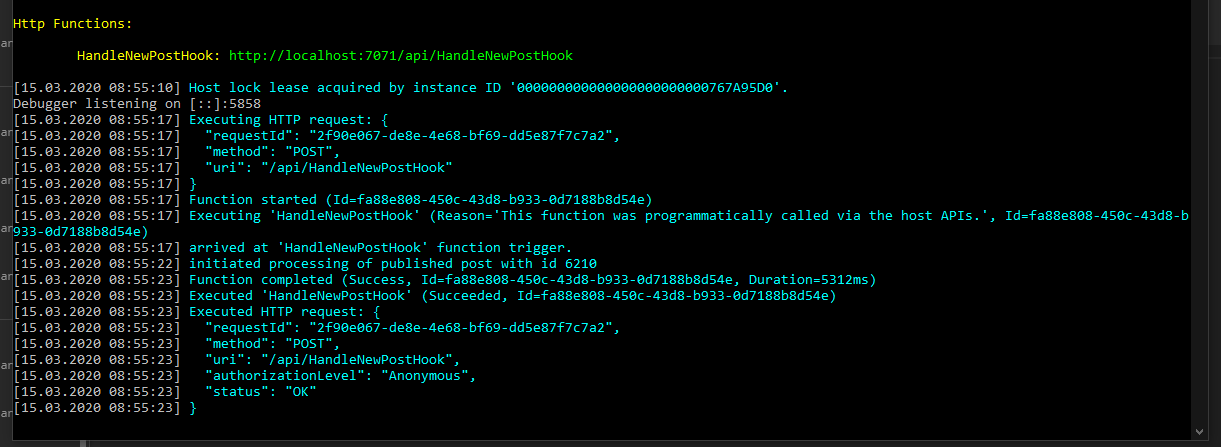 Http Functions:
HandleNewPostHook: http://localhost:7071/api/HandleNewPostHook
[15.03.2020 08:55:10] Host lock lease acquired by instance ID '000000000000000000000000767A95D0'.
Debugger listening on [::]:5858
[15.03.2020 08:55:17] Executing HTTP request: {
[15.03.2020 08:55:17]   "requestId": "2f90e067-de8e-4e68-bf69-dd5e87f7c7a2",
[15.03.2020 08:55:17]   "method": "POST",
[15.03.2020 08:55:17]   "uri": "/api/HandleNewPostHook"
[15.03.2020 08:55:17] }
[15.03.2020 08:55:17] Function started (Id=fa88e808-450c-43d8-b933-0d7188b8d54e)
[15.03.2020 08:55:17] Executing 'HandleNewPostHook' (Reason='This function was programmatically called via the host APIs.', Id=fa88e808-450c-43d8-b
933-0d7188b8d54e)
[15.03.2020 08:55:17] arrived at 'HandleNewPostHook' function trigger.
[15.03.2020 08:55:22] initiated processing of published post with id 6210
[15.03.2020 08:55:23] Function completed (Success, Id=fa88e808-450c-43d8-b933-0d7188b8d54e, Duration=5312ms)
[15.03.2020 08:55:23] Executed 'HandleNewPostHook' (Succeeded, Id=fa88e808-450c-43d8-b933-0d7188b8d54e)
[15.03.2020 08:55:23] Executed HTTP request: {
[15.03.2020 08:55:23]   "requestId": "2f90e067-de8e-4e68-bf69-dd5e87f7c7a2",
[15.03.2020 08:55:23]   "method": "POST",
[15.03.2020 08:55:23]   "uri": "/api/HandleNewPostHook",
[15.03.2020 08:55:23]   "authorizationLevel": "Anonymous",
[15.03.2020 08:55:23]   "status": "OK"
[15.03.2020 08:55:23] }